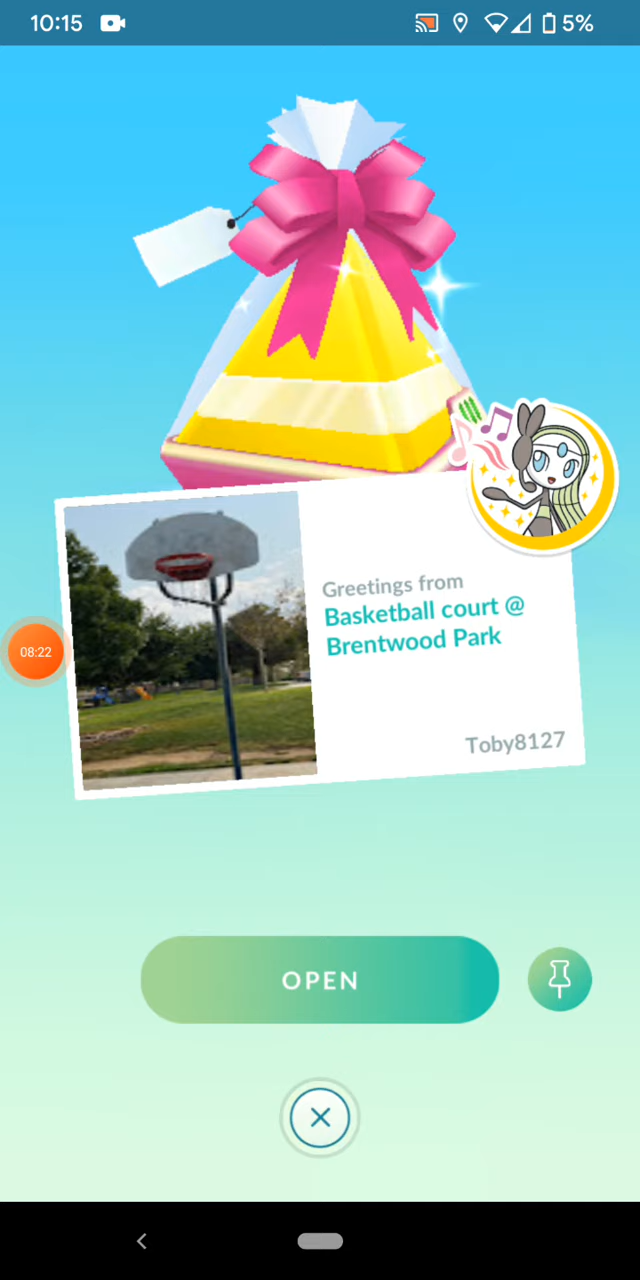 10:15
5%
Greetings from
Basketball court @
Brentwood Park
08:22
Toby8127
OPEN